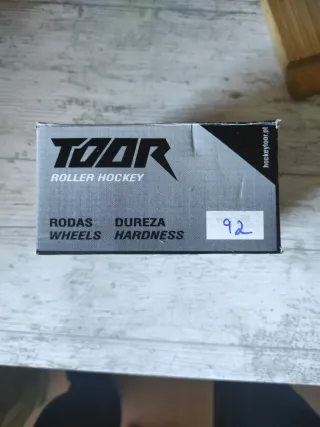 TOOR
ROLLER HOCKEY
hockeytoor.pt
RODAS DUREZA
WHEELS HARDNESS
92